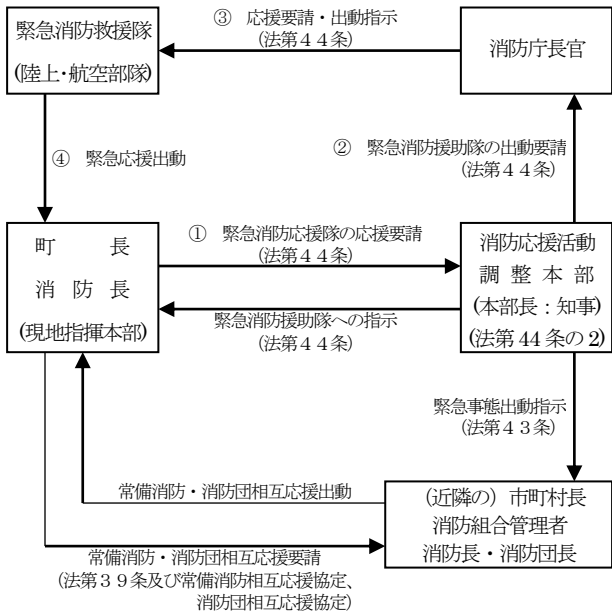 緊急消防救援隊
(陸上・航空部隊)
③　応援要請・出動指示
(法第４４条)
消防庁長官
④　緊急応援出動
②　緊急消防援助隊の出動要請
(法第４４条)
町　　長
消　防　長
(現地指揮本部)
①　緊急消防応援隊の応援要請
(法第４４条)
消防応援活動
調 整 本 部
(本部長：知事)
(法第 44 条の 2)
緊急消防援助隊への指示
(法第４４条)
緊急事態出動指示
(法第４３条)
常備消防・消防団相互応援出動
(近隣の) 市町村長
消防組合管理者
消防長・消防団長
常備消防・消防団相互応援要請
(法第３９条及び常備消防相互応援協定、
消防団相互応援協定)